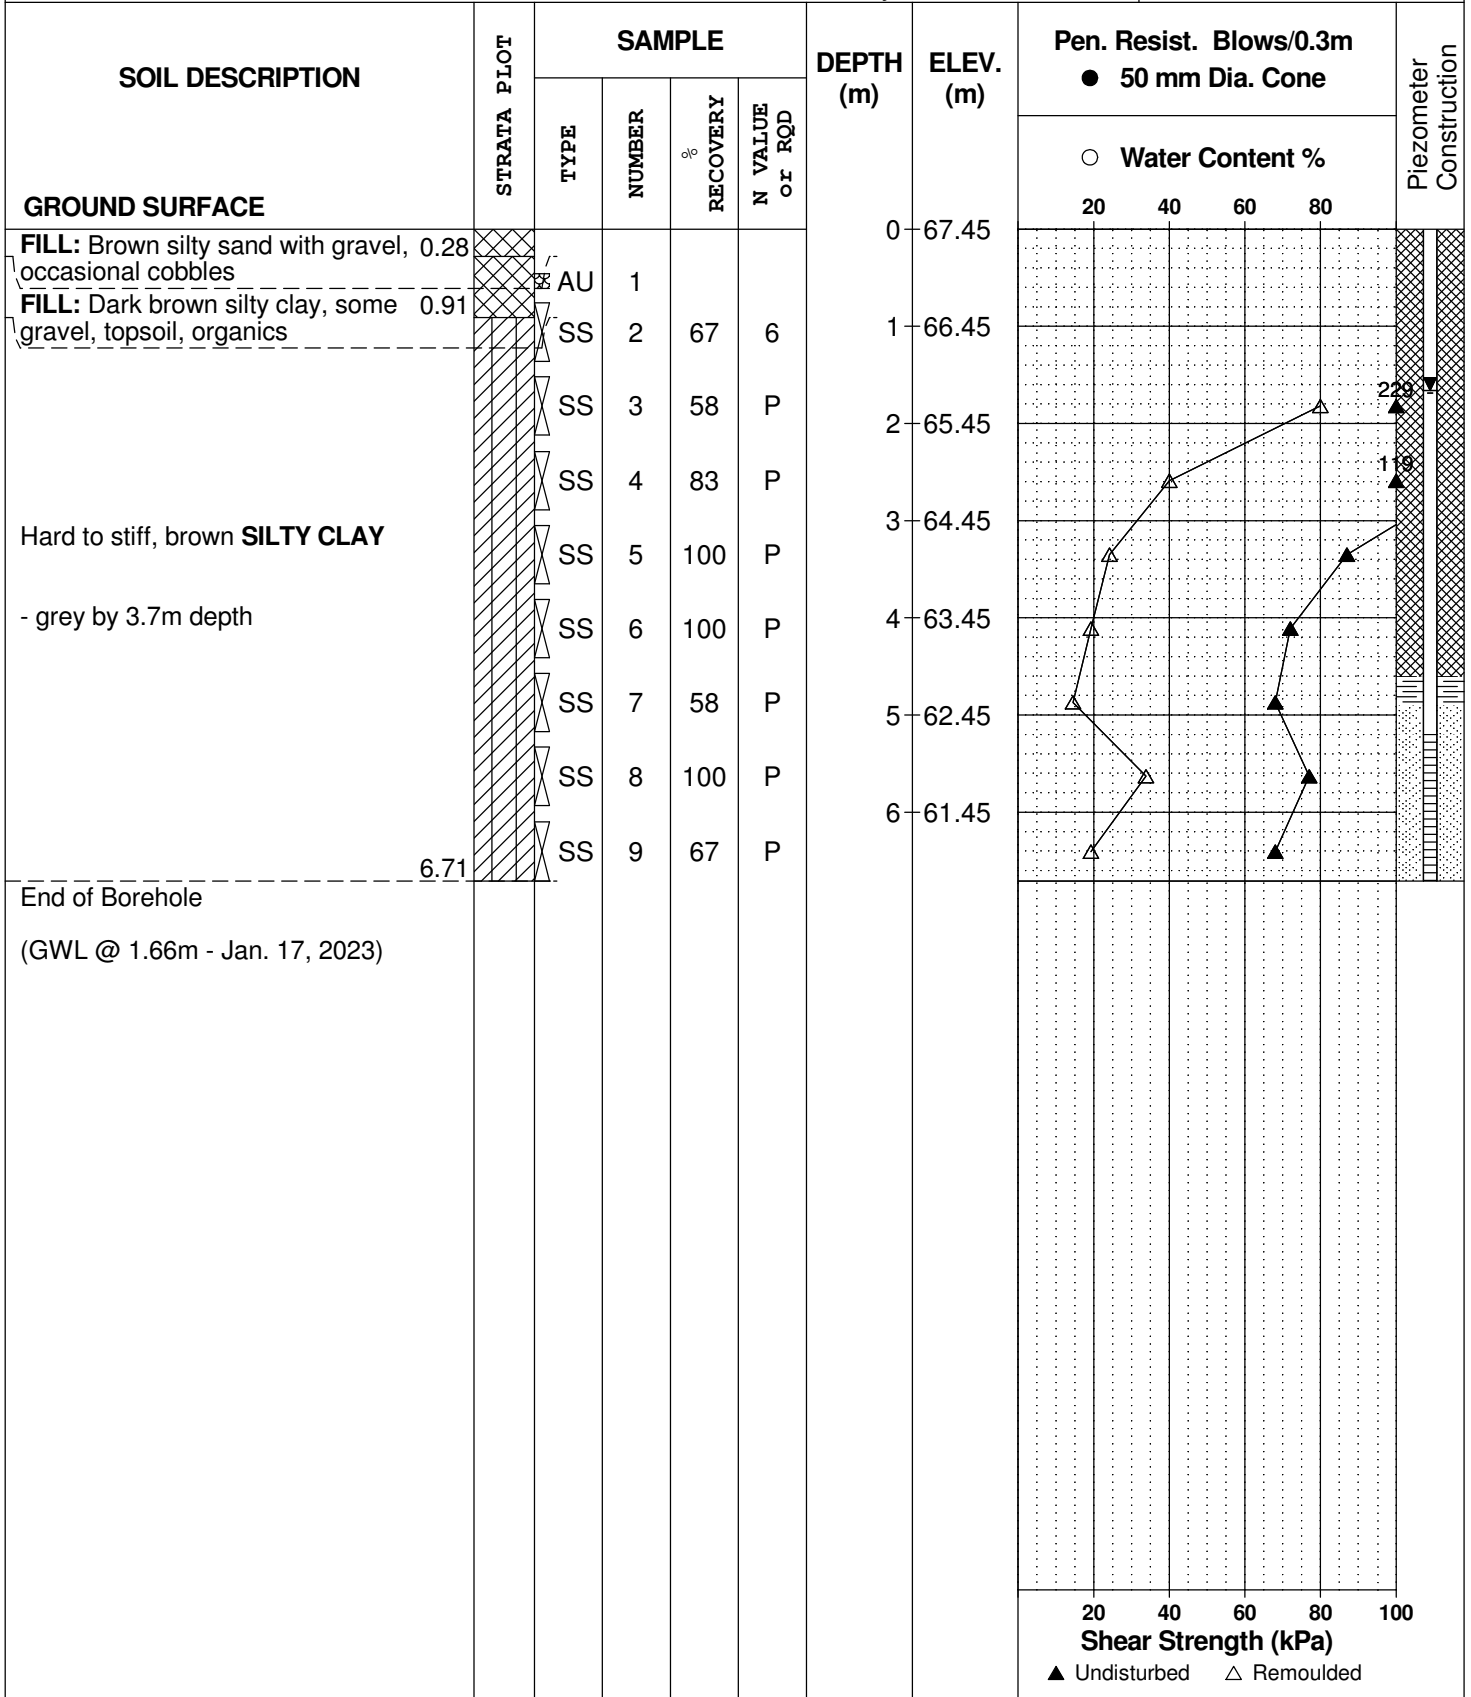 SOIL DESCRIPTION
GROUND SURFACE
STRATA PLOT
SAMPLE
TYPE
NUMBER
% RECOVERY
N VALUE or RQD
DEPTH (m)
ELEV. (m)
Pen. Resist. Blows/0.3m
● 50 mm Dia. Cone
○ Water Content %
20 40 60 80
Piezometer Construction
0 67.45
FILL: Brown silty sand with gravel, 0.28
occasional cobbles
AU 1
FILL: Dark brown silty clay, some 0.91
gravel, topsoil, organics
SS 2 67 6
1 66.45
229
SS 3 58 P
2 65.45
119
SS 4 83 P
3 64.45
Hard to stiff, brown SILTY CLAY
SS 5 100 P
- grey by 3.7m depth
4 63.45
SS 6 100 P
SS 7 58 P
5 62.45
SS 8 100 P
6 61.45
SS 9 67 P
6.71
End of Borehole
(GWL @ 1.66m - Jan. 17, 2023)
20 40 60 80 100
Shear Strength (kPa)
▲ Undisturbed △ Remoulded